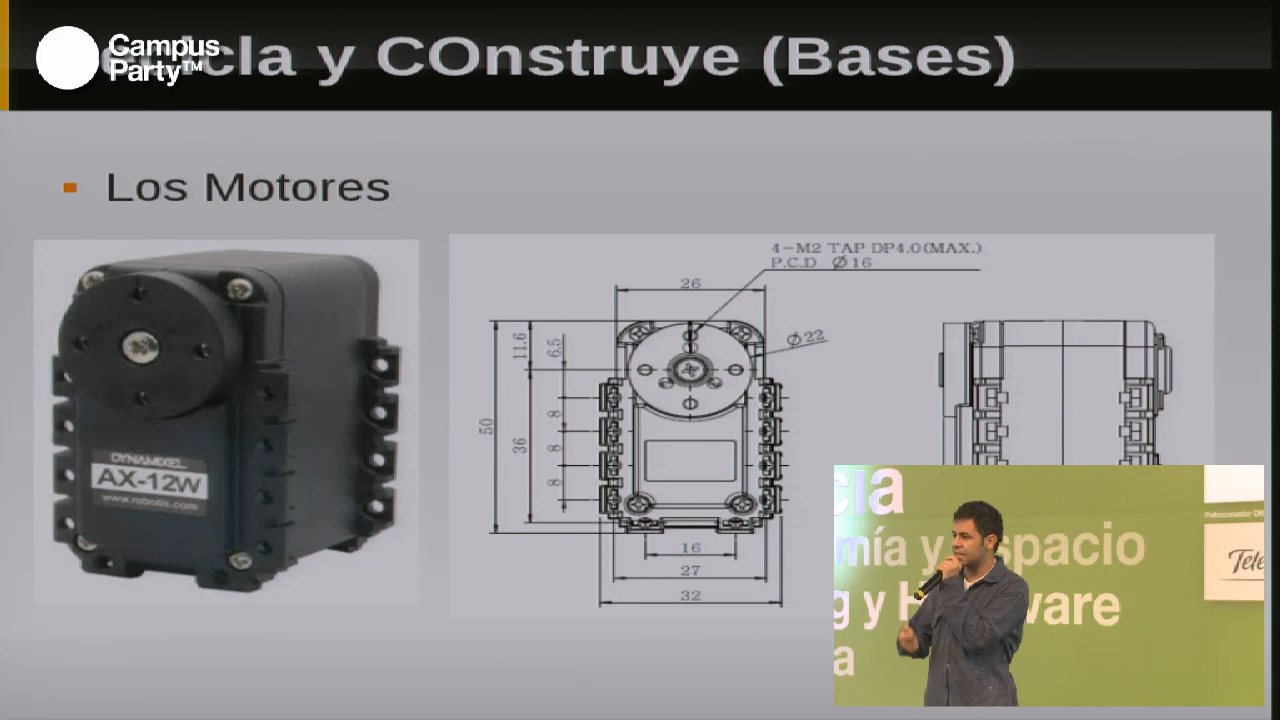 Campus
Party™
cla y COnstruye (Bases)
Los Motores
4-M2 TAP DP4.0(MAX.)
P.C.D Ø16
26
Ø22
11.6
6.5
50
36
8
8
8
16
27
32
DYNAMIXEL
AX-12W
www.robotis.com
cia
mía y espacio
g y H ware
a
Patrocinador
Tele